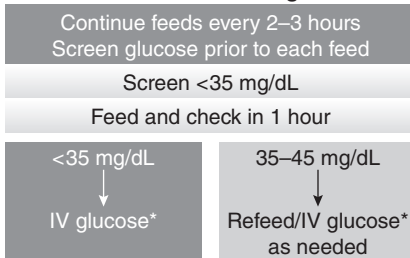 Continue feeds every 2–3 hours
Screen glucose prior to each feed
Screen <35 mg/dL
Feed and check in 1 hour
<35 mg/dL
IV glucose*
35–45 mg/dL
Refeed/IV glucose*
as needed